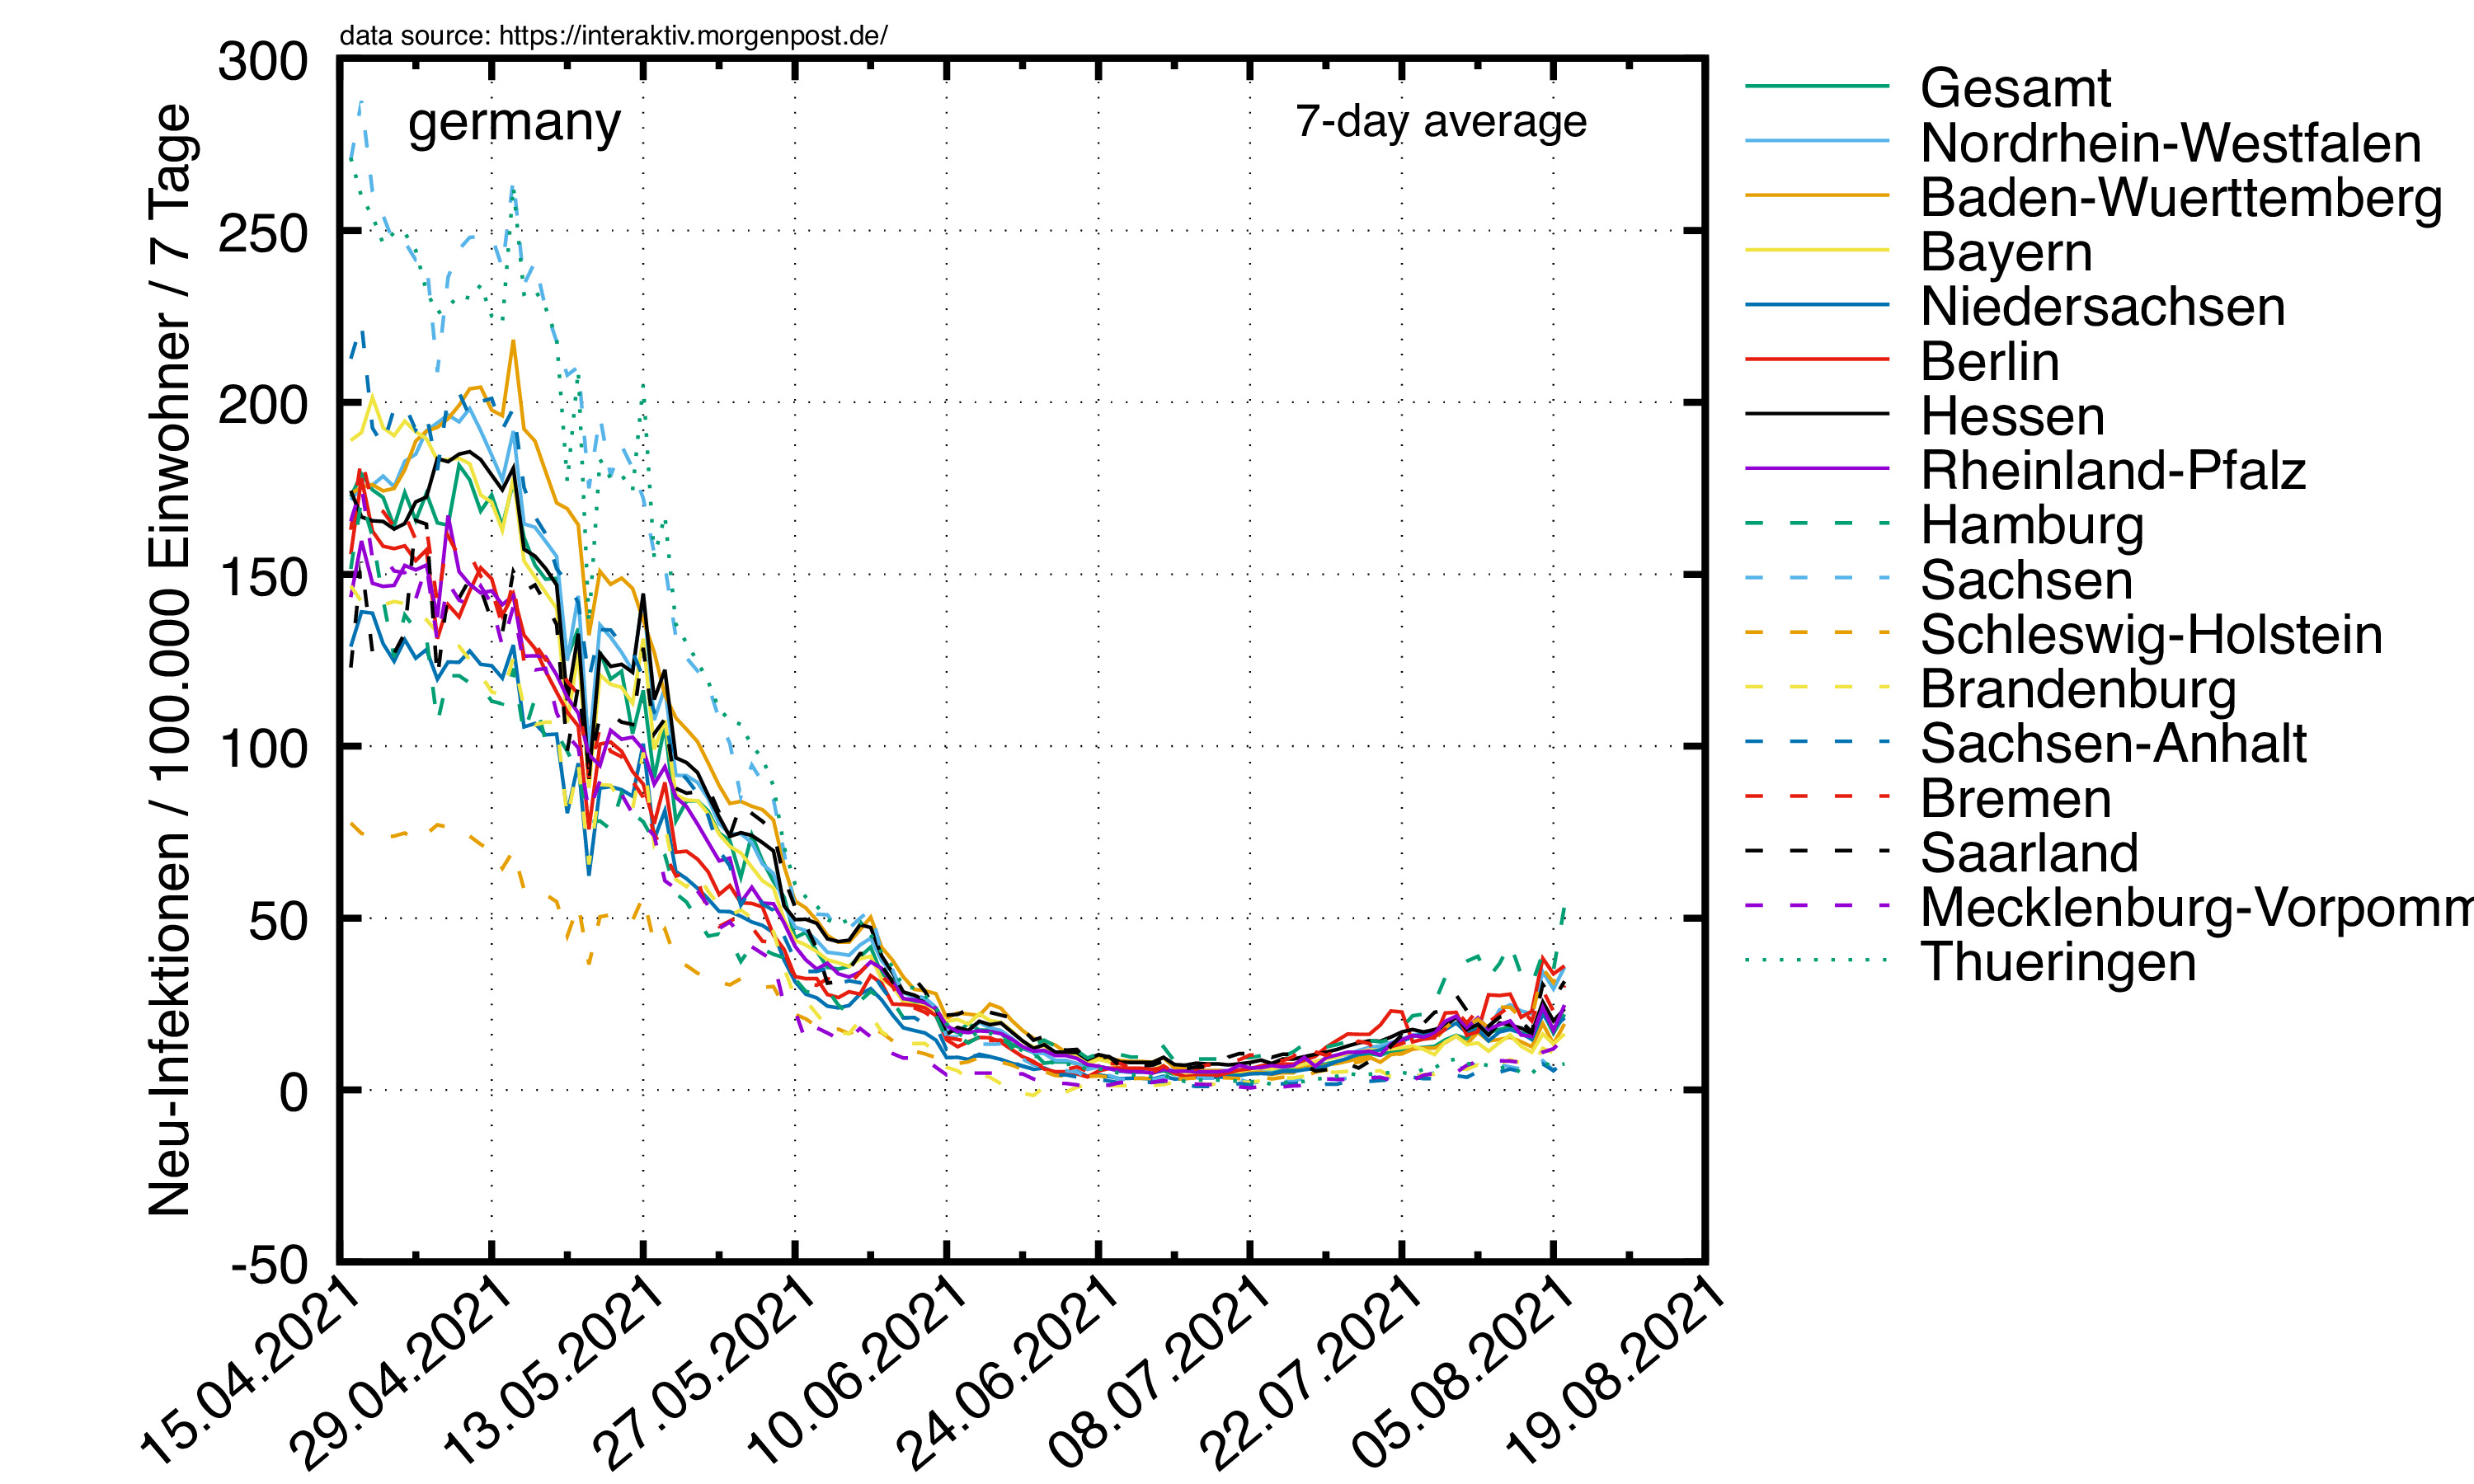 data source: https://interaktiv.morgenpost.de/
germany
7-day average
Neu-Infektionen / 100.000 Einwohner / 7 Tage
300
250
200
150
100
50
0
-50
15.04.2021
29.04.2021
13.05.2021
27.05.2021
10.06.2021
24.06.2021
08.07.2021
22.07.2021
05.08.2021
19.08.2021
Gesamt
Nordrhein-Westfalen
Baden-Wuerttemberg
Bayern
Niedersachsen
Berlin
Hessen
Rheinland-Pfalz
Hamburg
Sachsen
Schleswig-Holstein
Brandenburg
Sachsen-Anhalt
Bremen
Saarland
Mecklenburg-Vorpomm
Thueringen